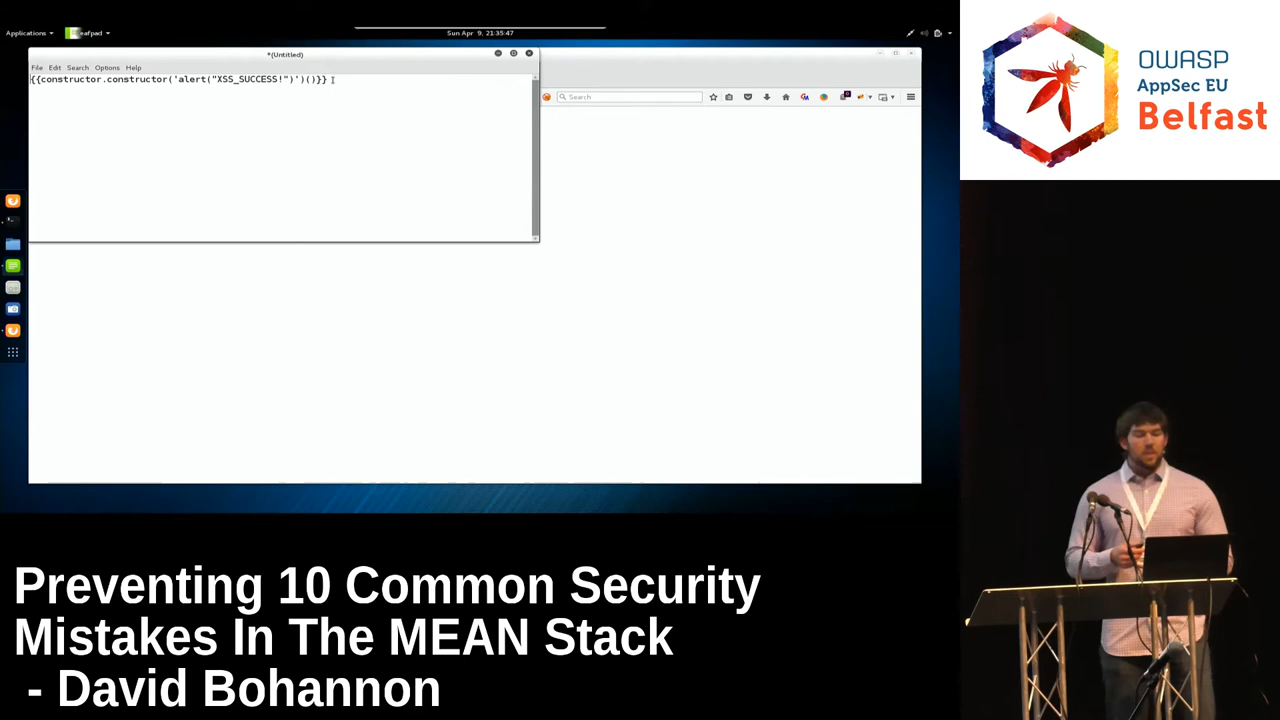 Applications
eafpad
Sun Apr 9, 21:35:47
*(Untitled)
File Edit Search Options Help
{{constructor.constructor('alert("XSS_SUCCESS!")')()}}
Search
OWASP
AppSec EU
Belfast
Preventing 10 Common Security
Mistakes In The MEAN Stack
- David Bohannon